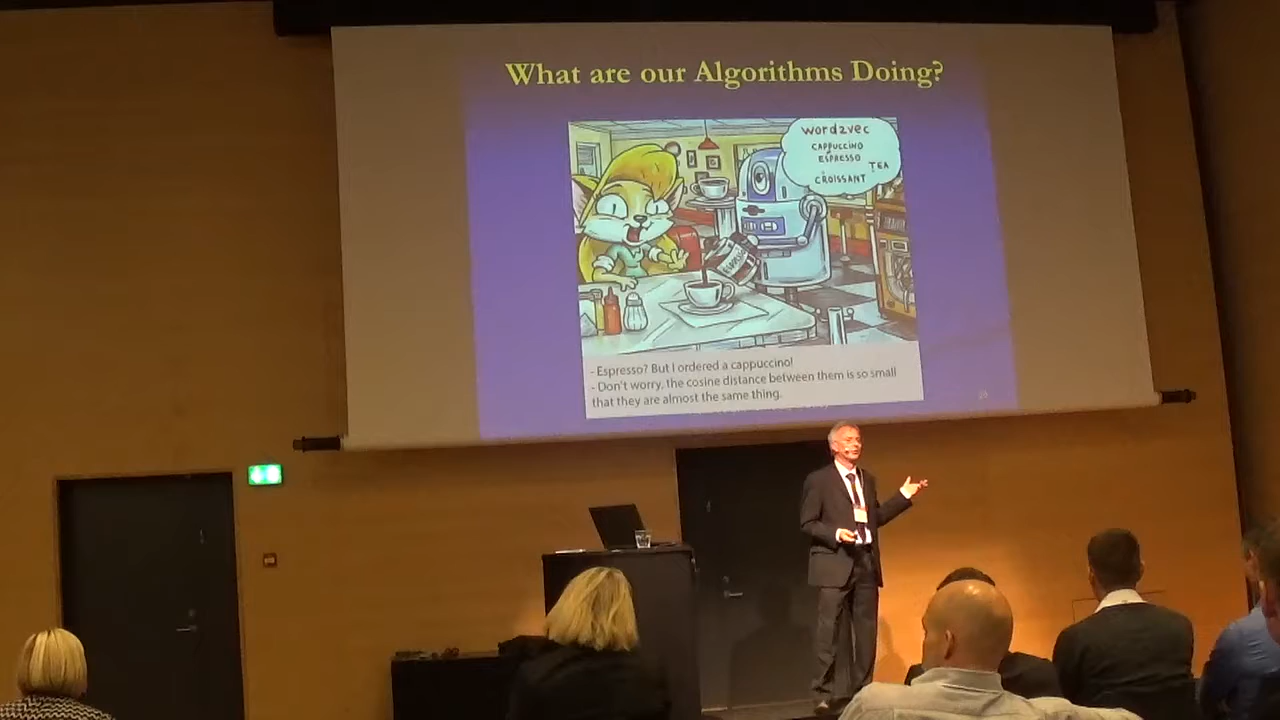 What are our Algorithms Doing?
word2vec
CAPPUCCINO
ESPRESSO
TEA
CROISSANT
ESPRESSO
- Espresso? But I ordered a cappuccino!
- Don't worry, the cosine distance between them is so small
that they are almost the same thing.